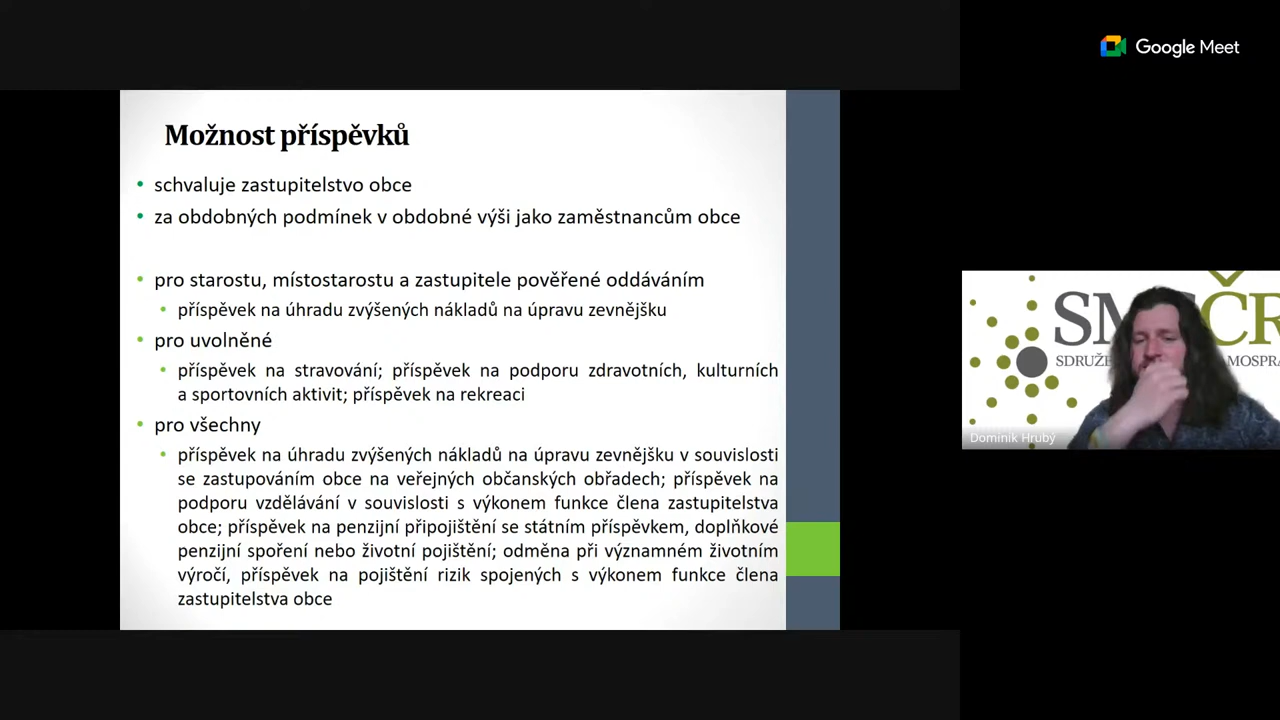 Google Meet
Možnost příspěvků
schvaluje zastupitelstvo obce
za obdobných podmínek v obdobné výši jako zaměstnancům obce
pro starostu, místostarostu a zastupitele pověřené oddáváním
příspěvek na úhradu zvýšených nákladů na úpravu zevnějšku
pro uvolněné
příspěvek na stravování; příspěvek na podporu zdravotních, kulturních
a sportovních aktivit; příspěvek na rekreaci
pro všechny
příspěvek na úhradu zvýšených nákladů na úpravu zevnějšku v souvislosti
se zastupováním obce na veřejných občanských obřadech; příspěvek na
podporu vzdělávání v souvislosti s výkonem funkce člena zastupitelstva
obce; příspěvek na penzijní připojištění se státním příspěvkem, doplňkové
penzijní spoření nebo životní pojištění; odměna při významném životním
výročí, příspěvek na pojištění rizik spojených s výkonem funkce člena
zastupitelstva obce
Dominik Hrubý